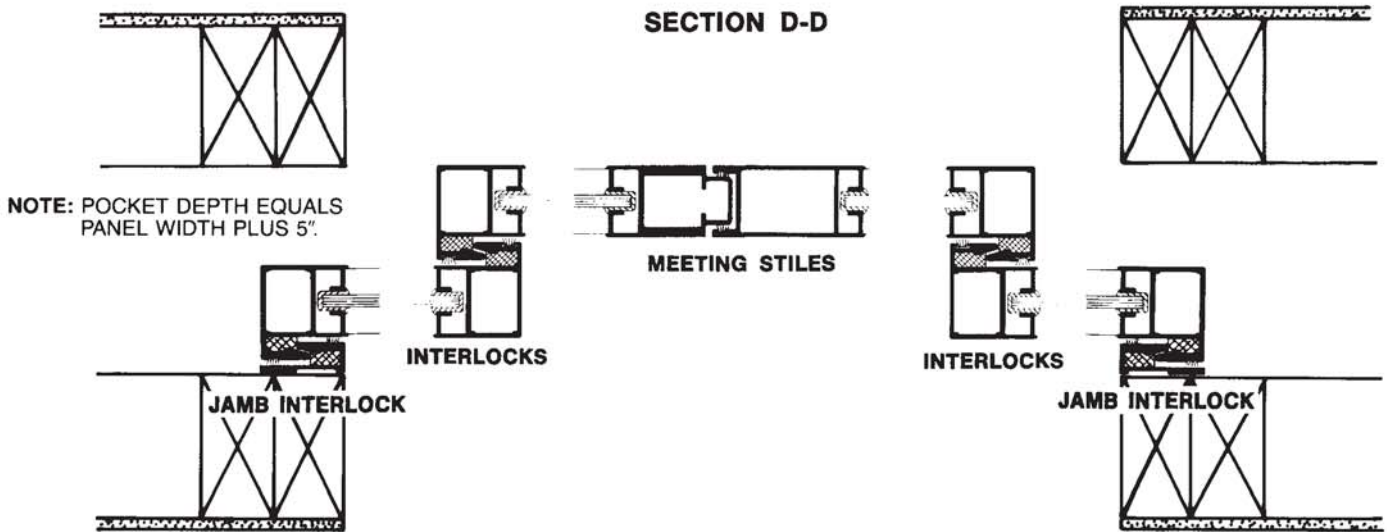 SECTION D-D
NOTE: POCKET DEPTH EQUALS
PANEL WIDTH PLUS 5".
MEETING STILES
INTERLOCKS
INTERLOCKS
JAMB INTERLOCK
JAMB INTERLOCK